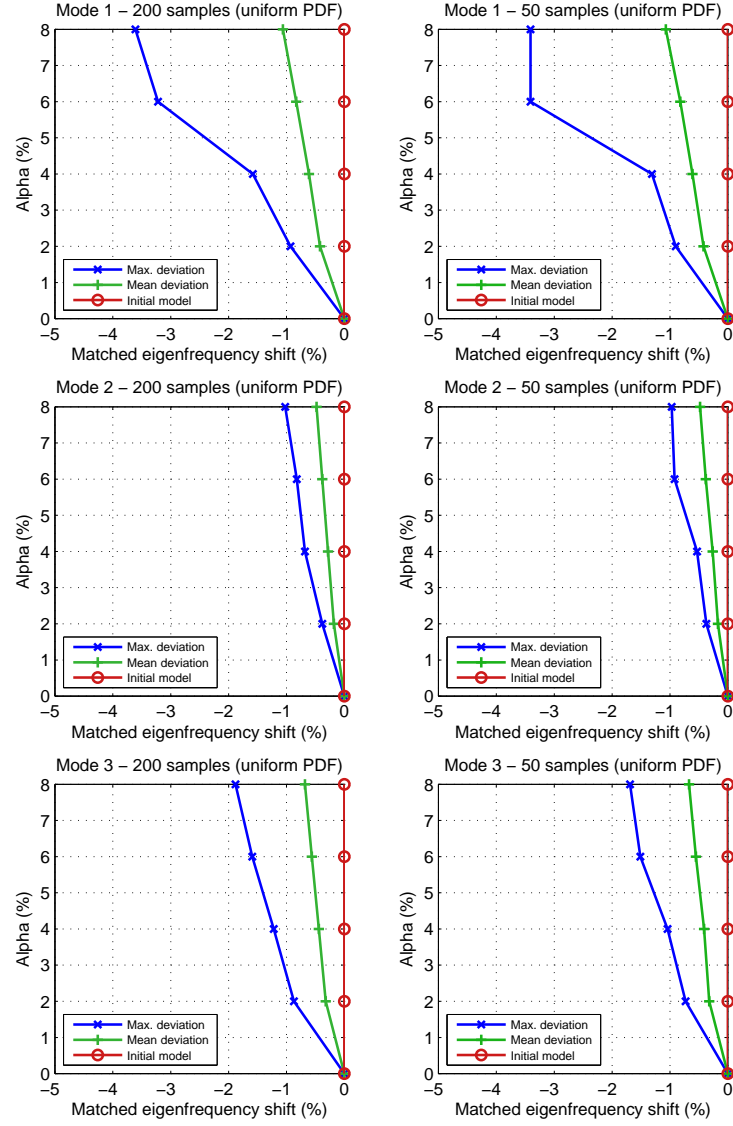 Mode 1 – 200 samples (uniform PDF)
8
7
6
5
4
3
2
1
0
Alpha (%)
Max. deviation
Mean deviation
Initial model
−5 −4 −3 −2 −1 0
Matched eigenfrequency shift (%)
Mode 1 – 50 samples (uniform PDF)
8
7
6
5
4
3
2
1
0
Alpha (%)
Max. deviation
Mean deviation
Initial model
−5 −4 −3 −2 −1 0
Matched eigenfrequency shift (%)
Mode 2 – 200 samples (uniform PDF)
8
7
6
5
4
3
2
1
0
Alpha (%)
Max. deviation
Mean deviation
Initial model
−5 −4 −3 −2 −1 0
Matched eigenfrequency shift (%)
Mode 2 – 50 samples (uniform PDF)
8
7
6
5
4
3
2
1
0
Alpha (%)
Max. deviation
Mean deviation
Initial model
−5 −4 −3 −2 −1 0
Matched eigenfrequency shift (%)
Mode 3 – 200 samples (uniform PDF)
8
7
6
5
4
3
2
1
0
Alpha (%)
Max. deviation
Mean deviation
Initial model
−5 −4 −3 −2 −1 0
Matched eigenfrequency shift (%)
Mode 3 – 50 samples (uniform PDF)
8
7
6
5
4
3
2
1
0
Alpha (%)
Max. deviation
Mean deviation
Initial model
−5 −4 −3 −2 −1 0
Matched eigenfrequency shift (%)